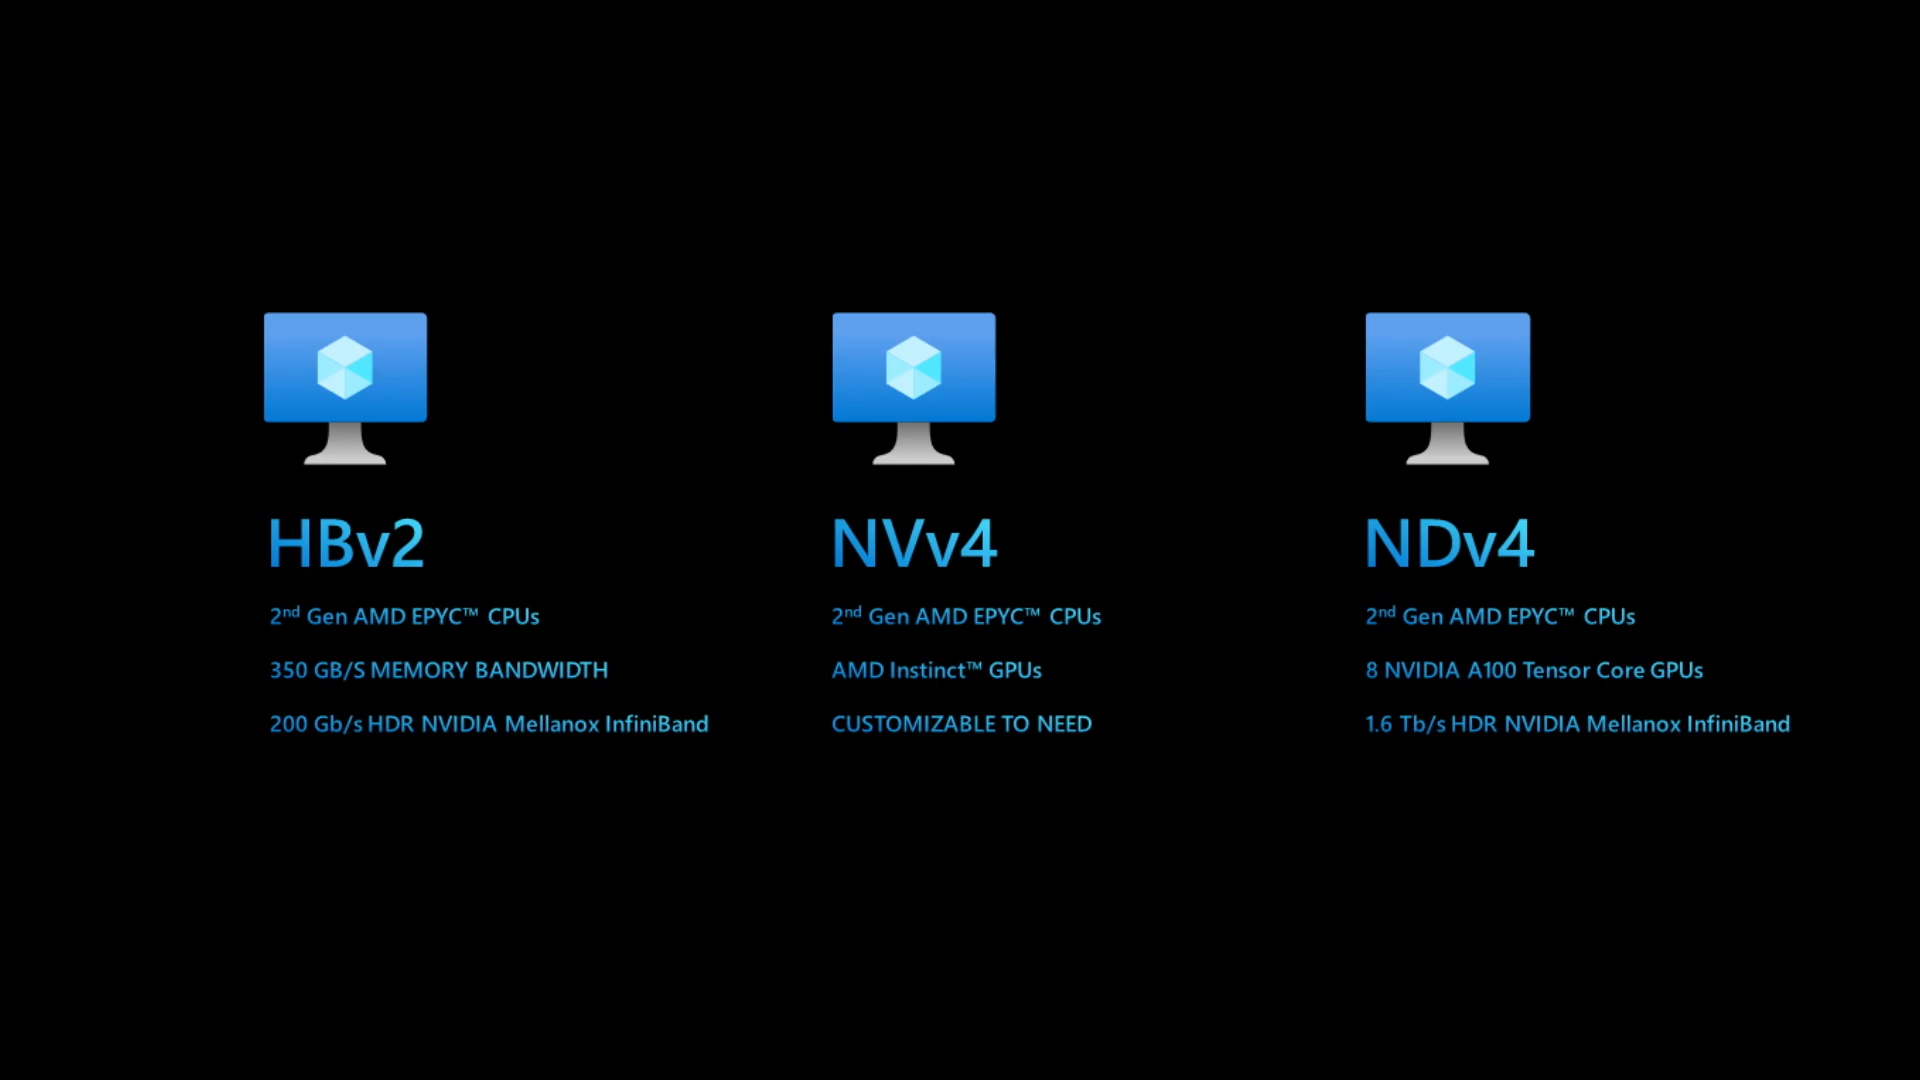 HBv2
2nd Gen AMD EPYC™ CPUs
350 GB/S MEMORY BANDWIDTH
200 Gb/s HDR NVIDIA Mellanox InfiniBand
NVv4
2nd Gen AMD EPYC™ CPUs
AMD Instinct™ GPUs
CUSTOMIZABLE TO NEED
NDv4
2nd Gen AMD EPYC™ CPUs
8 NVIDIA A100 Tensor Core GPUs
1.6 Tb/s HDR NVIDIA Mellanox InfiniBand